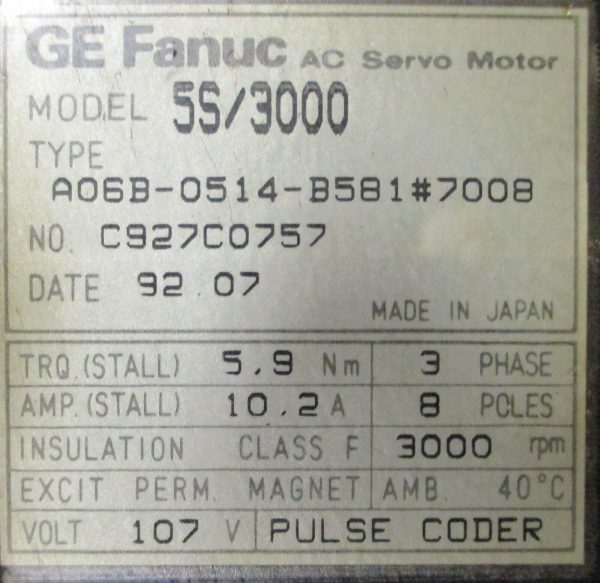 GE Fanuc AC Servo Motor
MODEL 5S/3000
TYPE
A06B-0514-B581#7008
NO. C927C0757
DATE 92.07
MADE IN JAPAN
TRQ.(STALL) 5.9 Nm 3 PHASE
AMP.(STALL) 10.2 A 8 POLES
INSULATION CLASS F 3000 rpm
EXCIT PERM. MAGNET AMB. 40°C
VOLT 107 V PULSE CODER